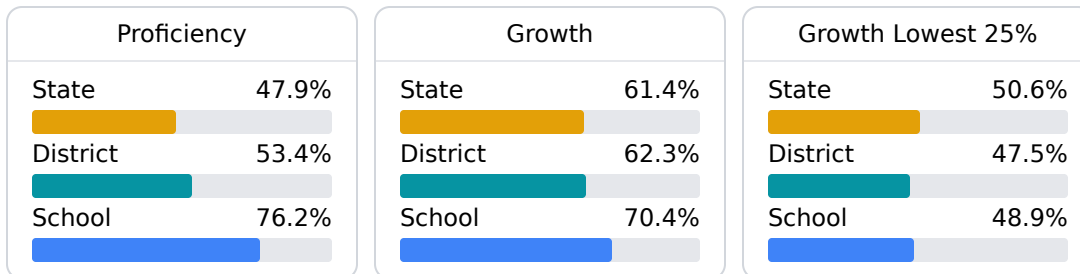 Proficiency
State 47.9%
District 53.4%
School 76.2%
Growth
State 61.4%
District 62.3%
School 70.4%
Growth Lowest 25%
State 50.6%
District 47.5%
School 48.9%